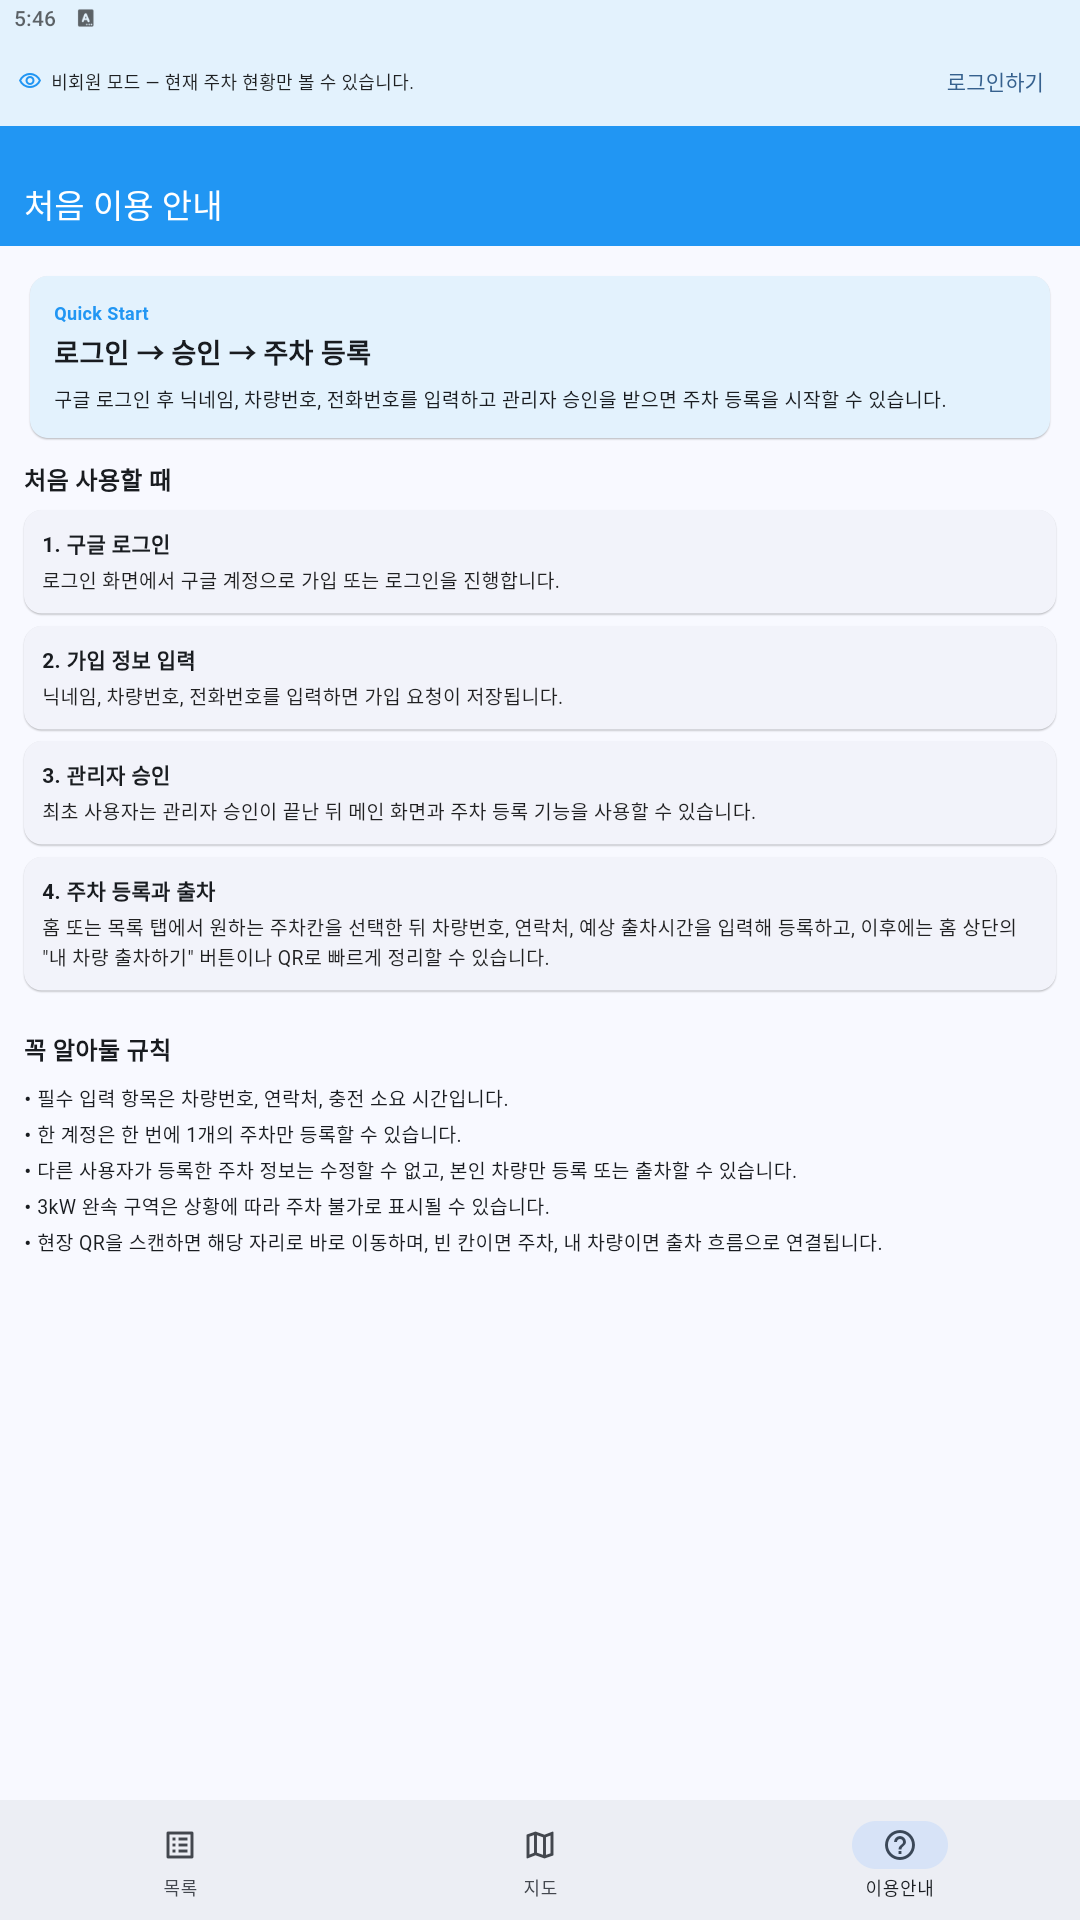 5:46
A
비회원 모드 — 현재 주차 현황만 볼 수 있습니다.
로그인하기
처음 이용 안내
Quick Start
로그인 → 승인 → 주차 등록
구글 로그인 후 닉네임, 차량번호, 전화번호를 입력하고 관리자 승인을 받으면 주차 등록을 시작할 수 있습니다.
처음 사용할 때
1. 구글 로그인
로그인 화면에서 구글 계정으로 가입 또는 로그인을 진행합니다.
2. 가입 정보 입력
닉네임, 차량번호, 전화번호를 입력하면 가입 요청이 저장됩니다.
3. 관리자 승인
최초 사용자는 관리자 승인이 끝난 뒤 메인 화면과 주차 등록 기능을 사용할 수 있습니다.
4. 주차 등록과 출차
홈 또는 목록 탭에서 원하는 주차칸을 선택한 뒤 차량번호, 연락처, 예상 출차시간을 입력해 등록하고, 이후에는 홈 상단의
"내 차량 출차하기" 버튼이나 QR로 빠르게 정리할 수 있습니다.
꼭 알아둘 규칙
• 필수 입력 항목은 차량번호, 연락처, 충전 소요 시간입니다.
• 한 계정은 한 번에 1개의 주차만 등록할 수 있습니다.
• 다른 사용자가 등록한 주차 정보는 수정할 수 없고, 본인 차량만 등록 또는 출차할 수 있습니다.
• 3kW 완속 구역은 상황에 따라 주차 불가로 표시될 수 있습니다.
• 현장 QR을 스캔하면 해당 자리로 바로 이동하며, 빈 칸이면 주차, 내 차량이면 출차 흐름으로 연결됩니다.
목록
지도
이용안내